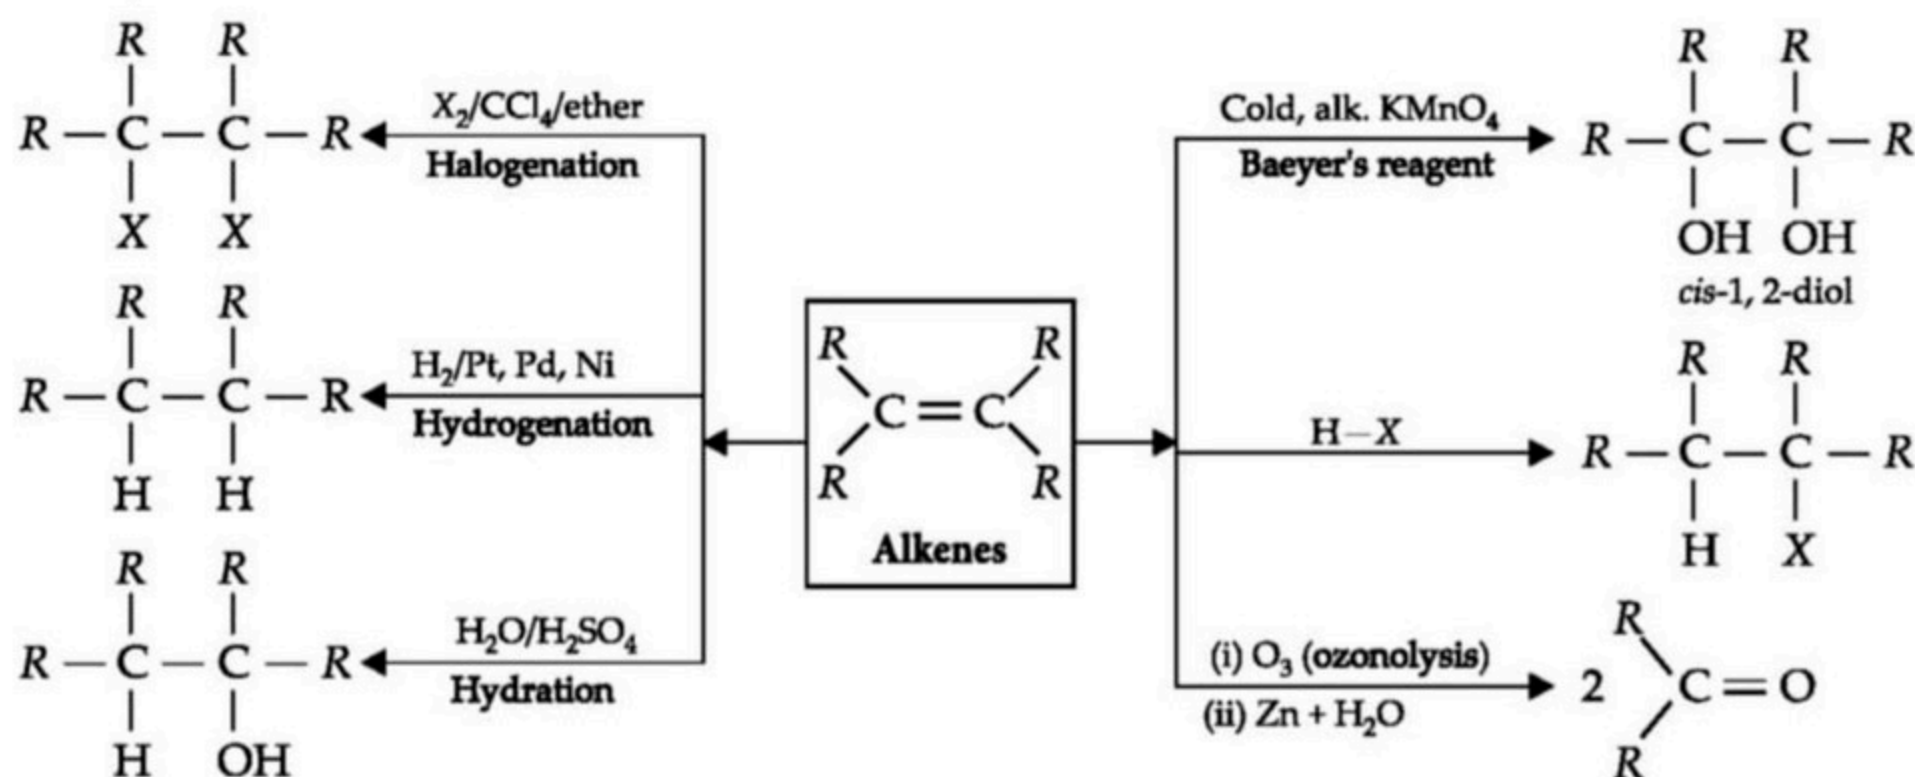 R R
R — C — C — R
X X
X₂/CCl₄/ether
Halogenation
R R
R — C — C — R
H H
H₂/Pt, Pd, Ni
Hydrogenation
R R
R — C — C — R
H OH
H₂O/H₂SO₄
Hydration
R R
C = C
R R
Alkenes
Cold, alk. KMnO₄
Baeyer's reagent
R R
R — C — C — R
OH OH
cis-1, 2-diol
H—X
R R
R — C — C — R
H X
(i) O₃ (ozonolysis)
(ii) Zn + H₂O
R
2 C = O
R